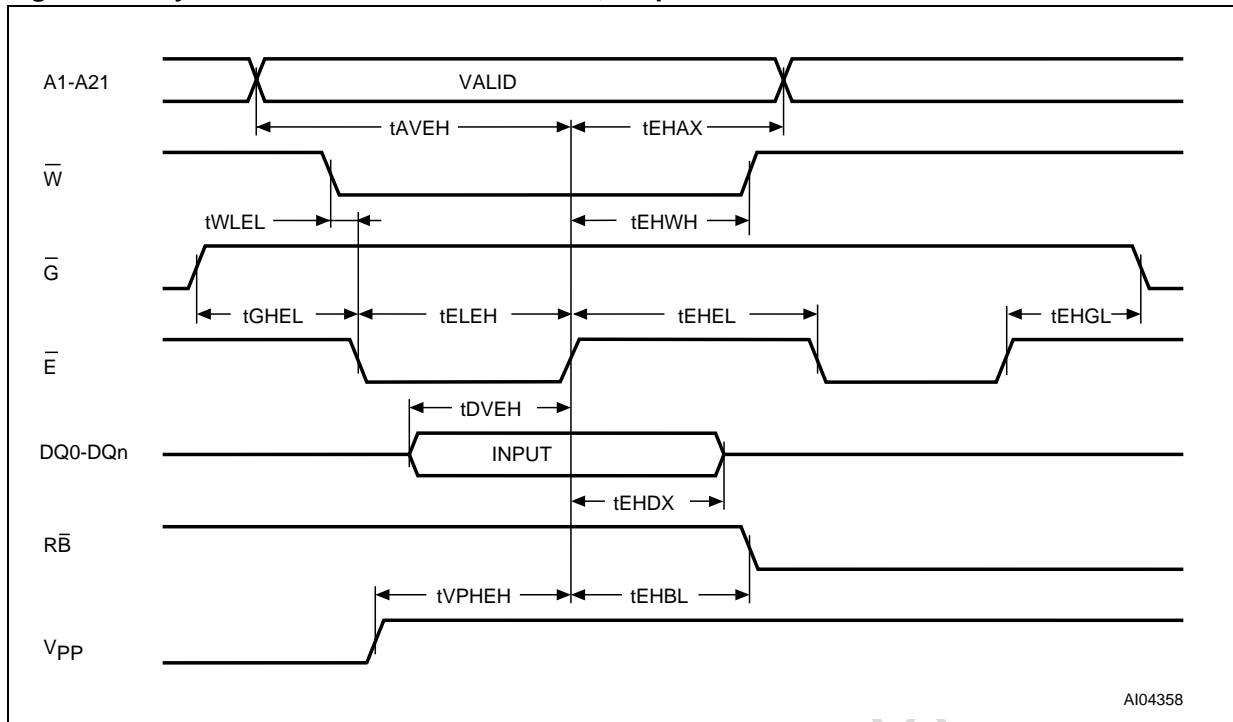 A1-A21
VALID
tAVEH
tEHAX
W̅
tWLEL
tEHWH
G̅
tGHEL
tELEH
tEHEL
tEHGL
E̅
tDVEH
DQ0-DQn
INPUT
tEHDX
RB̅
tVPHEH
tEHBL
VPP
AI04358